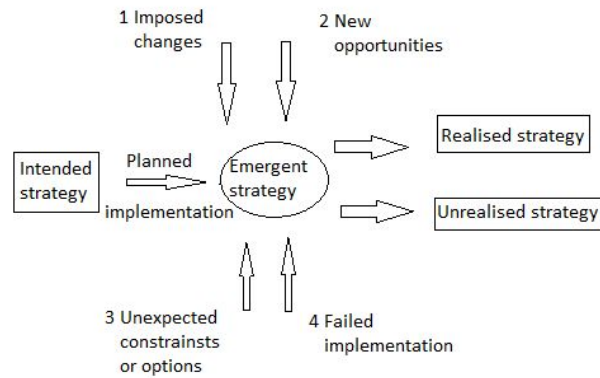 1 Imposed
changes
2 New
opportunities
Intended
strategy
Planned
implementation
Emergent
strategy
Realised strategy
Unrealised strategy
3 Unexpected
constrainsts
or options
4 Failed
implementation